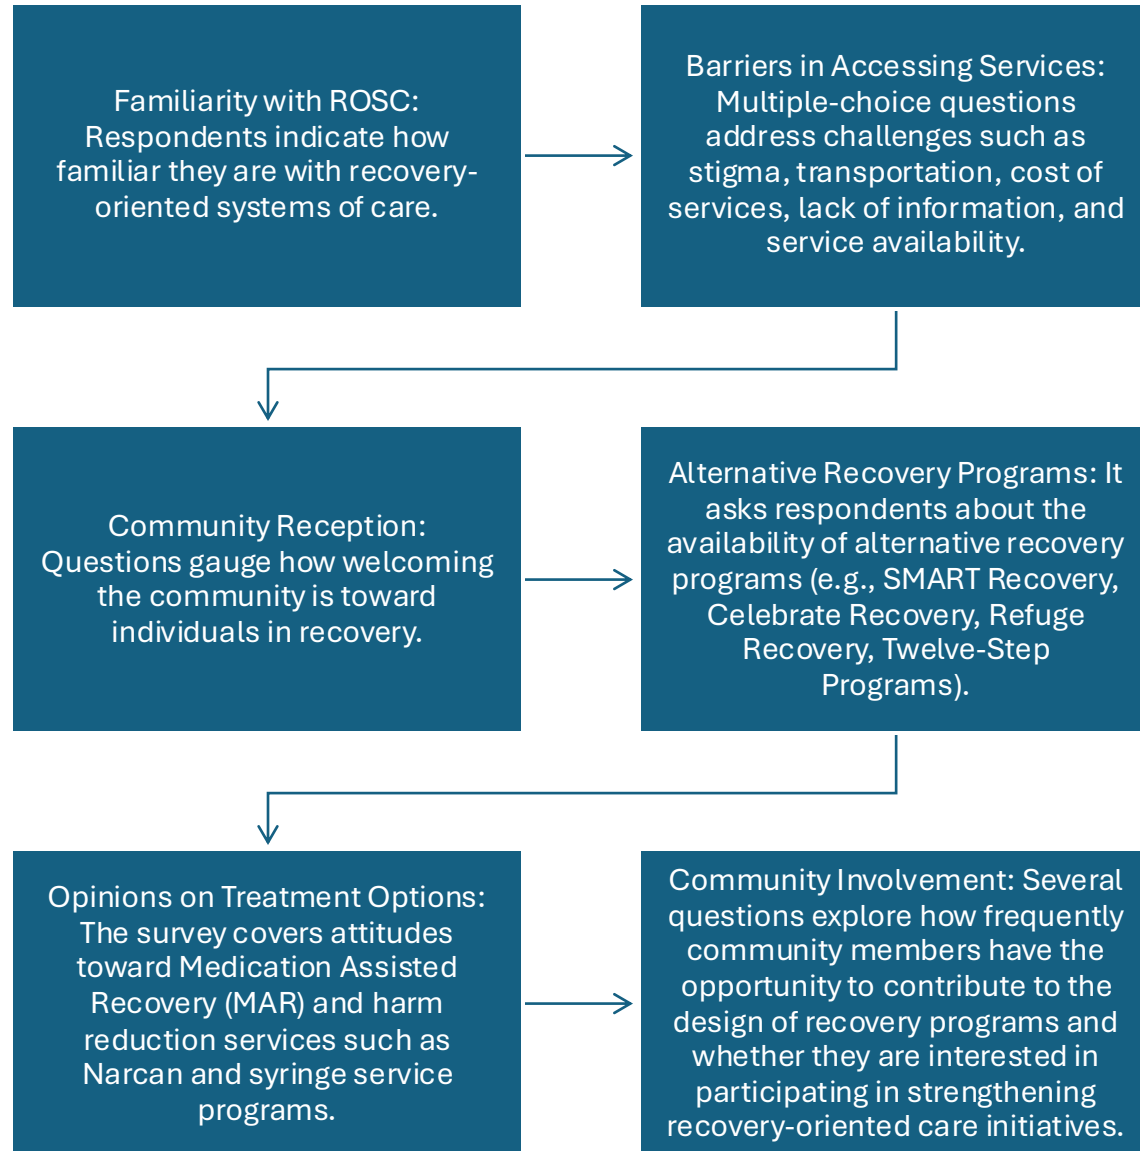 Familiarity with ROSC:
Respondents indicate how
familiar they are with recovery-
oriented systems of care.
Barriers in Accessing Services:
Multiple-choice questions
address challenges such as
stigma, transportation, cost of
services, lack of information, and
service availability.
Community Reception:
Questions gauge how welcoming
the community is toward
individuals in recovery.
Alternative Recovery Programs: It
asks respondents about the
availability of alternative recovery
programs (e.g., SMART Recovery,
Celebrate Recovery, Refuge
Recovery, Twelve-Step
Programs).
Opinions on Treatment Options:
The survey covers attitudes
toward Medication Assisted
Recovery (MAR) and harm
reduction services such as
Narcan and syringe service
programs.
Community Involvement: Several
questions explore how frequently
community members have the
opportunity to contribute to the
design of recovery programs and
whether they are interested in
participating in strengthening
recovery-oriented care initiatives.